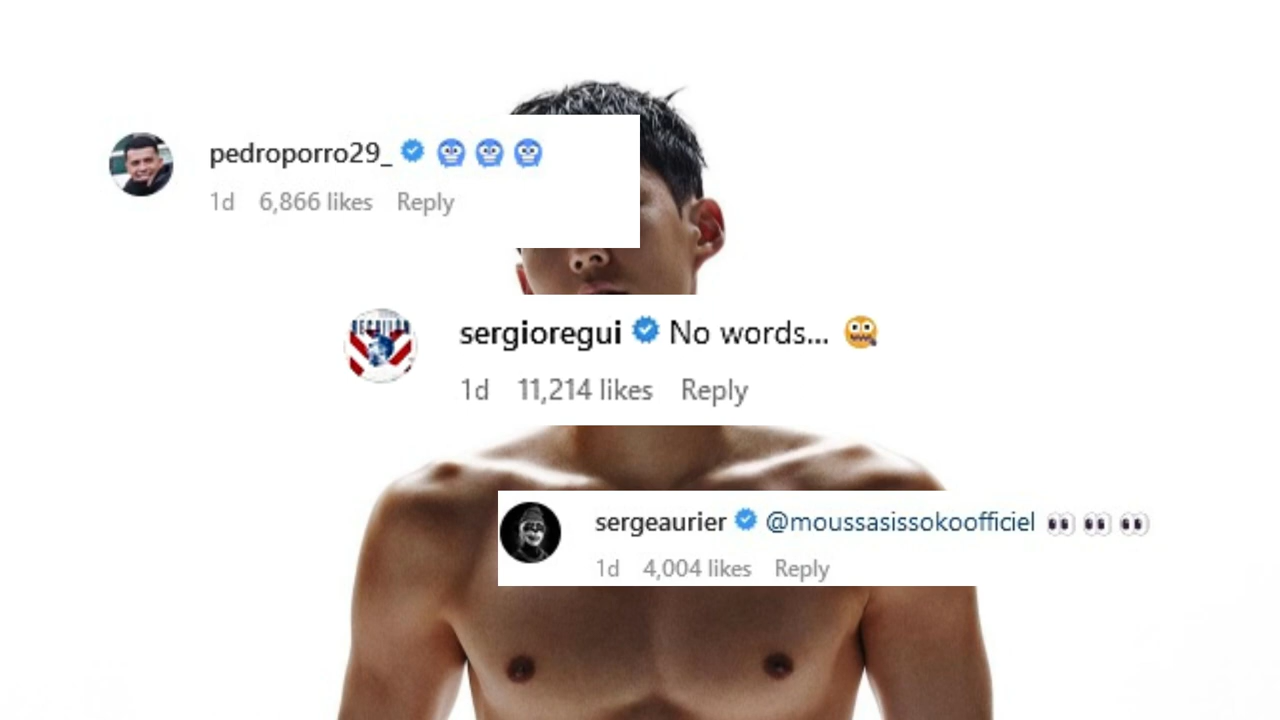 pedroporro29_ 🥶🥶🥶
1d 6,866 likes Reply
sergioregui No words... 🤐
1d 11,214 likes Reply
sergeaurier @moussasissokoofficiel 👀👀👀
1d 4,004 likes Reply